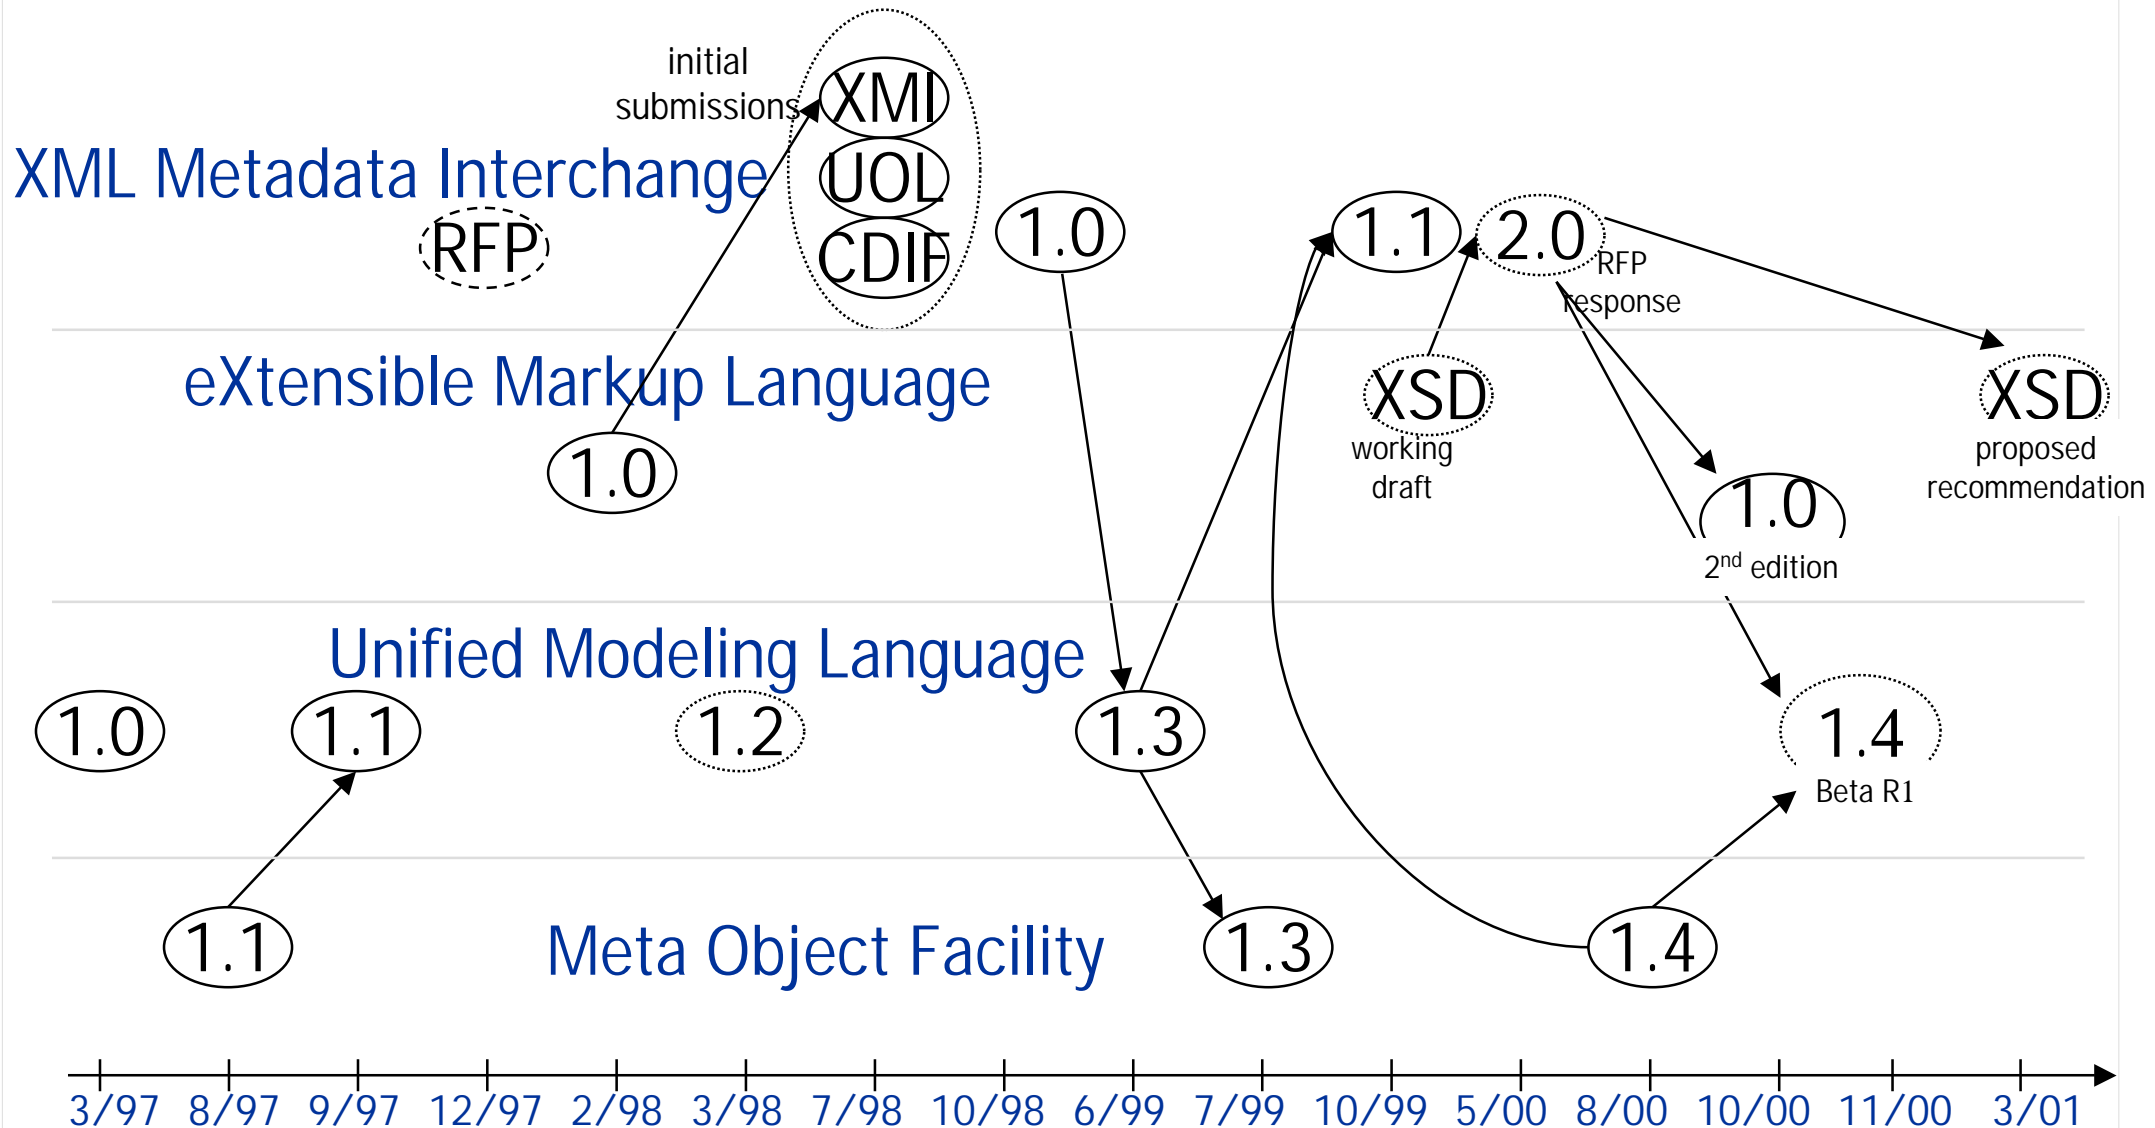 initial
submissions
XMI
XML Metadata Interchange
UOL
RFP
CDIF
1.0
1.1
2.0
RFP
response
eXtensible Markup Language
1.0
XSD
working
draft
1.0
2nd edition
XSD
proposed
recommendation
Unified Modeling Language
1.0
1.1
1.2
1.3
1.4
Beta R1
1.1
Meta Object Facility
1.3
1.4
3/97 8/97 9/97 12/97 2/98 3/98 7/98 10/98 6/99 7/99 10/99 5/00 8/00 10/00 11/00 3/01